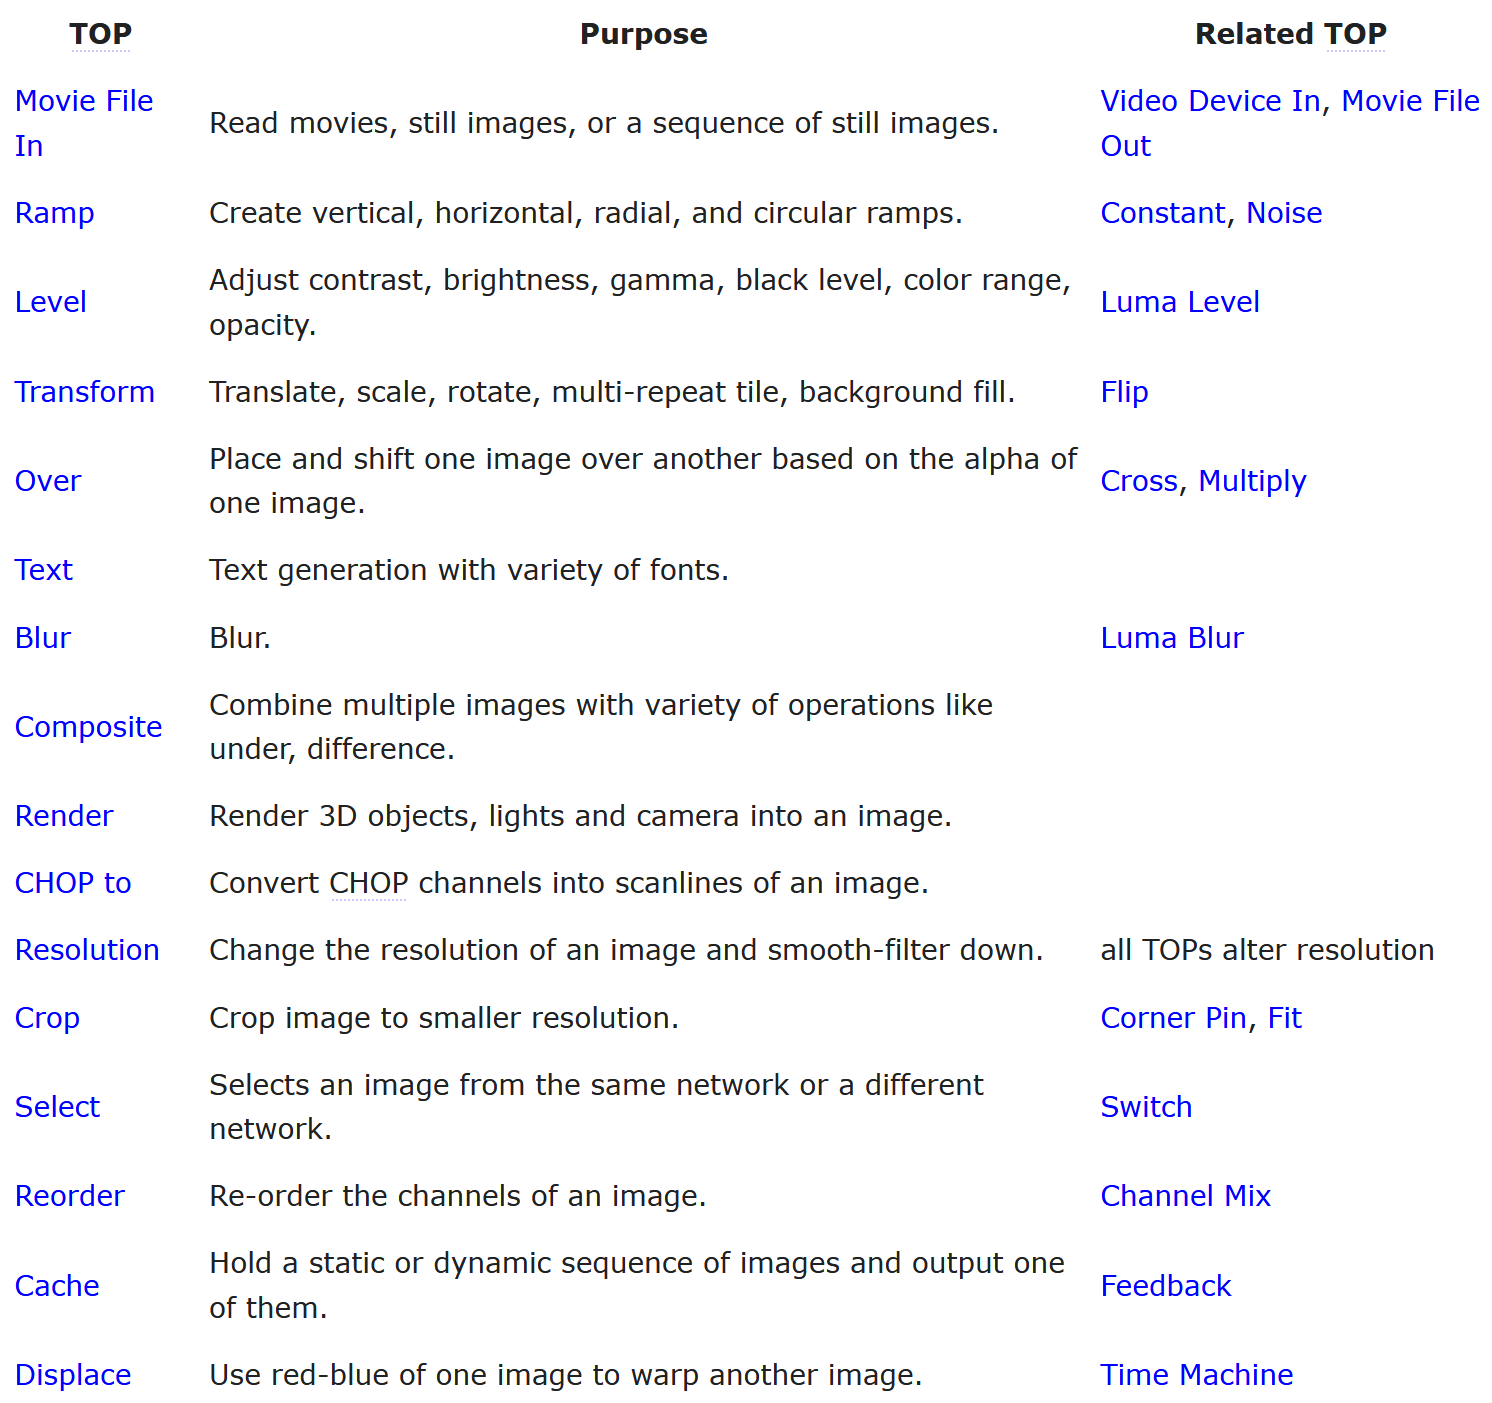 TOP Purpose Related TOP
Movie File In Read movies, still images, or a sequence of still images. Video Device In, Movie File Out
Ramp Create vertical, horizontal, radial, and circular ramps. Constant, Noise
Level Adjust contrast, brightness, gamma, black level, color range, opacity. Luma Level
Transform Translate, scale, rotate, multi-repeat tile, background fill. Flip
Over Place and shift one image over another based on the alpha of one image. Cross, Multiply
Text Text generation with variety of fonts.
Blur Blur. Luma Blur
Composite Combine multiple images with variety of operations like under, difference.
Render Render 3D objects, lights and camera into an image.
CHOP to Convert CHOP channels into scanlines of an image.
Resolution Change the resolution of an image and smooth-filter down. all TOPs alter resolution
Crop Crop image to smaller resolution. Corner Pin, Fit
Select Selects an image from the same network or a different network. Switch
Reorder Re-order the channels of an image. Channel Mix
Cache Hold a static or dynamic sequence of images and output one of them. Feedback
Displace Use red-blue of one image to warp another image. Time Machine